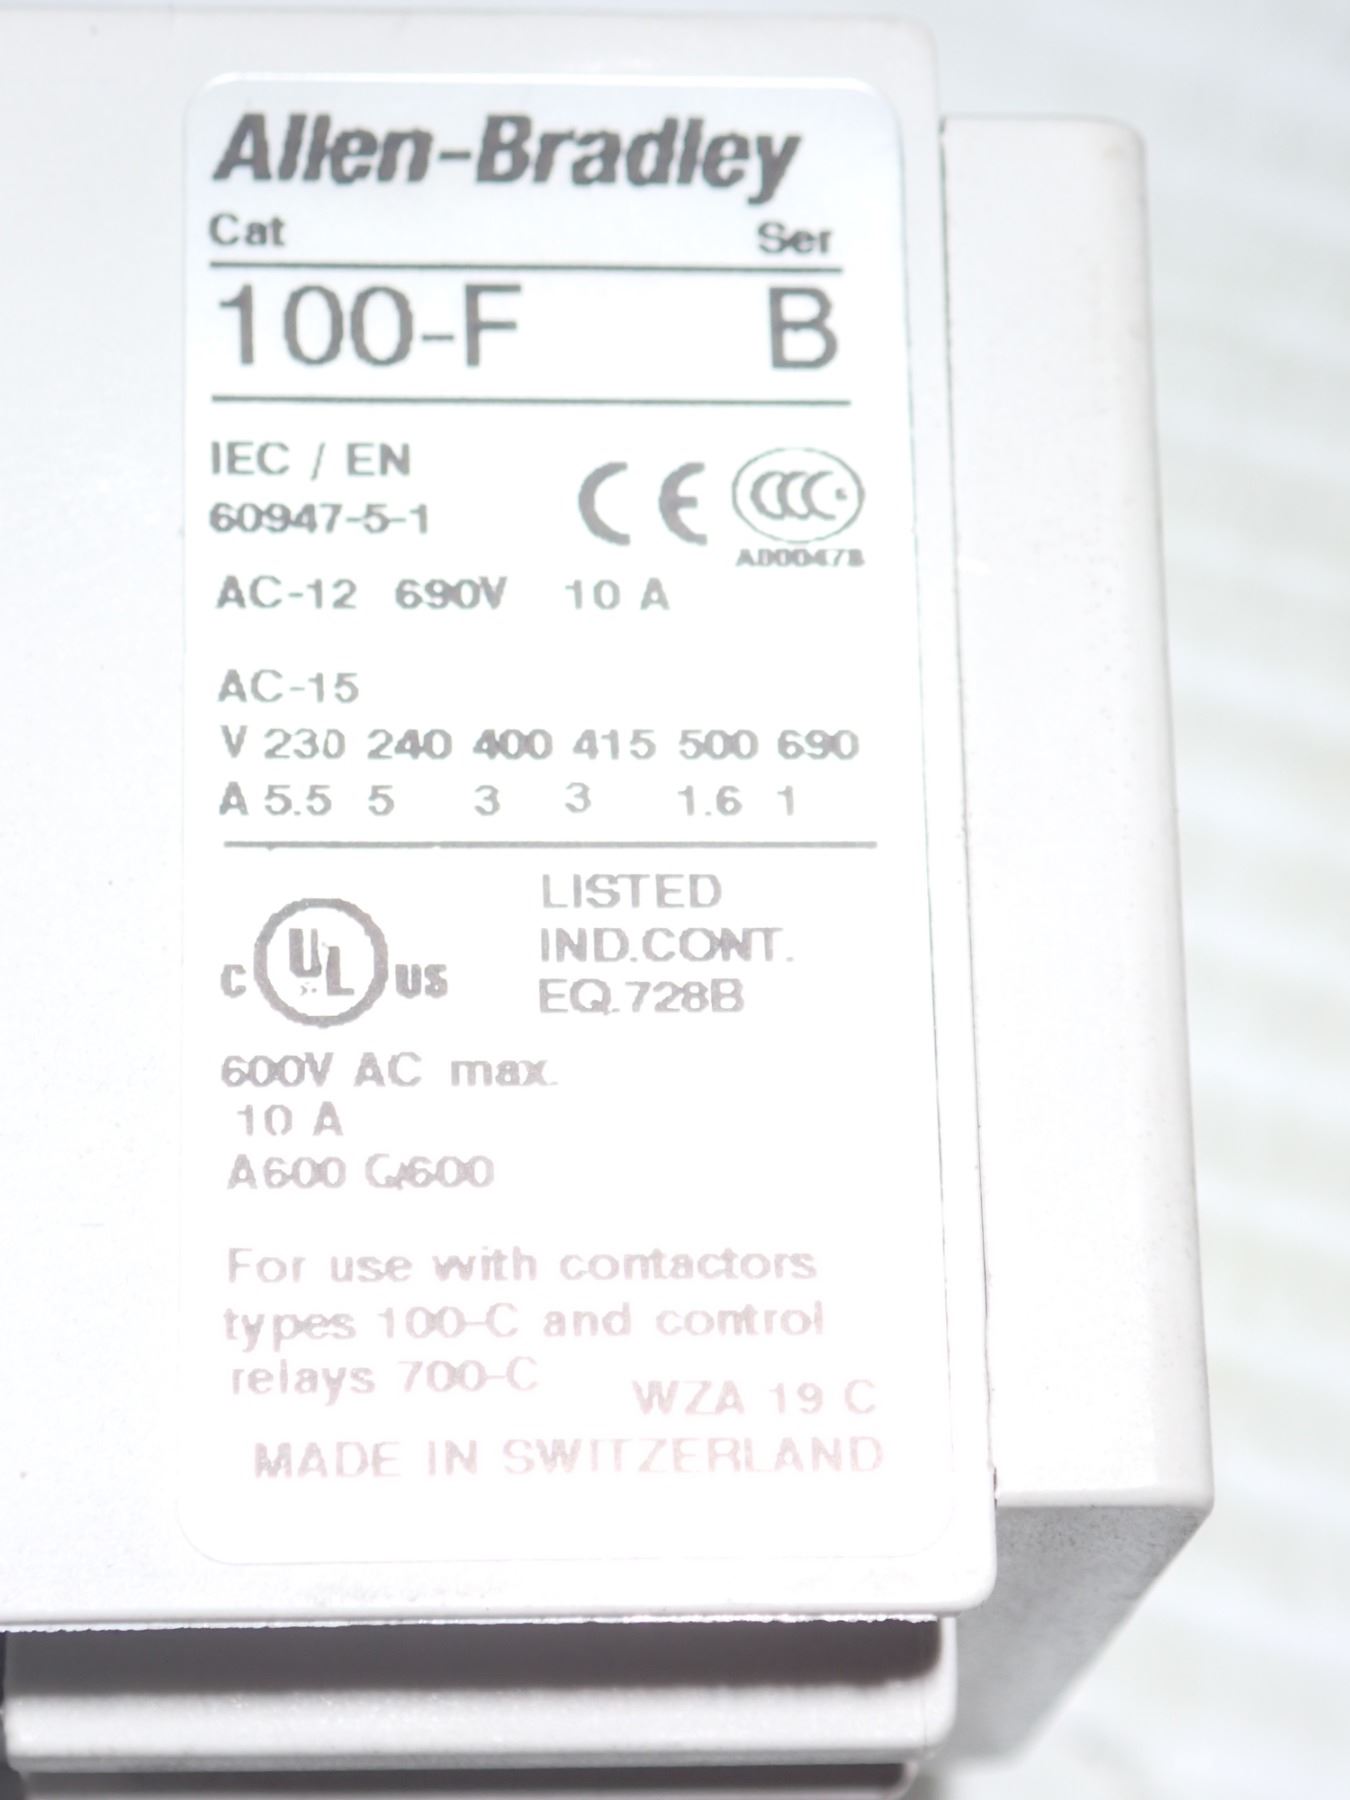 Allen-Bradley
Cat Ser
100-F B
IEC / EN
60947-5-1
CE CCC
A000478
AC-12 690V 10 A
AC-15
V 230 240 400 415 500 690
A 5.5 5 3 3 1.6 1
C UL US
LISTED
IND.CONT.
EQ.728B
600V AC max.
10 A
A600 Q600
For use with contactors
types 100-C and control
relays 700-C
WZA 19 C
MADE IN SWITZERLAND